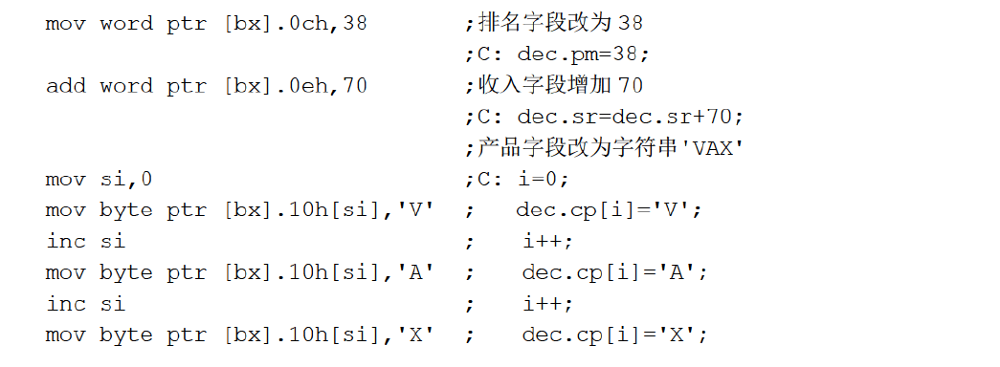 mov word ptr [bx].0ch,38 ;排名字段改为 38
;C: dec.pm=38;
add word ptr [bx].0eh,70 ;收入字段增加 70
;C: dec.sr=dec.sr+70;
;产品字段改为字符串'VAX'
mov si,0 ;C: i=0;
mov byte ptr [bx].10h[si],'V' ; dec.cp[i]='V';
inc si ; i++;
mov byte ptr [bx].10h[si],'A' ; dec.cp[i]='A';
inc si ; i++;
mov byte ptr [bx].10h[si],'X' ; dec.cp[i]='X';